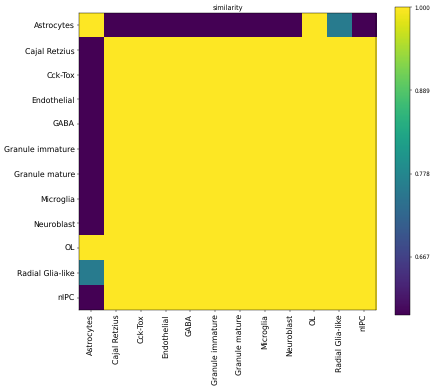 similarity
Astrocytes
Cajal Retzius
Cck-Tox
Endothelial
GABA
Granule immature
Granule mature
Microglia
Neuroblast
OL
Radial Glia-like
nIPC
1.000
0.889
0.778
0.667
Astrocytes
Cajal Retzius
Cck-Tox
Endothelial
GABA
Granule immature
Granule mature
Microglia
Neuroblast
OL
Radial Glia-like
nIPC